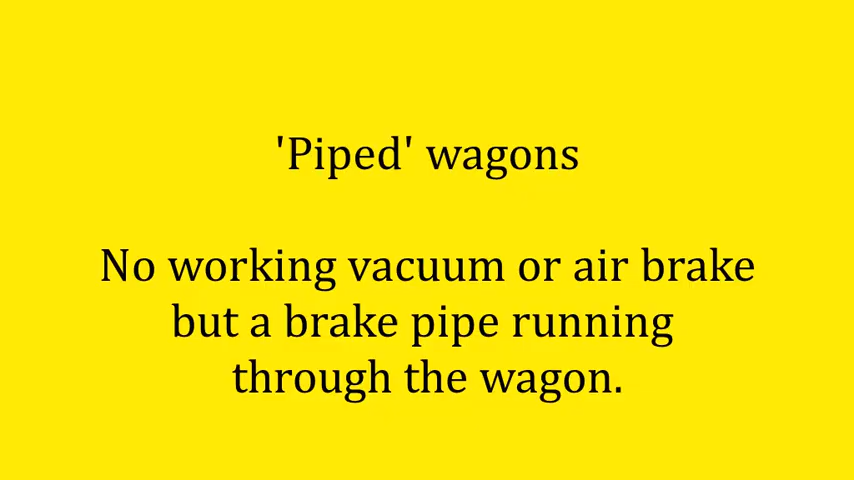 'Piped' wagons
No working vacuum or air brake
but a brake pipe running
through the wagon.